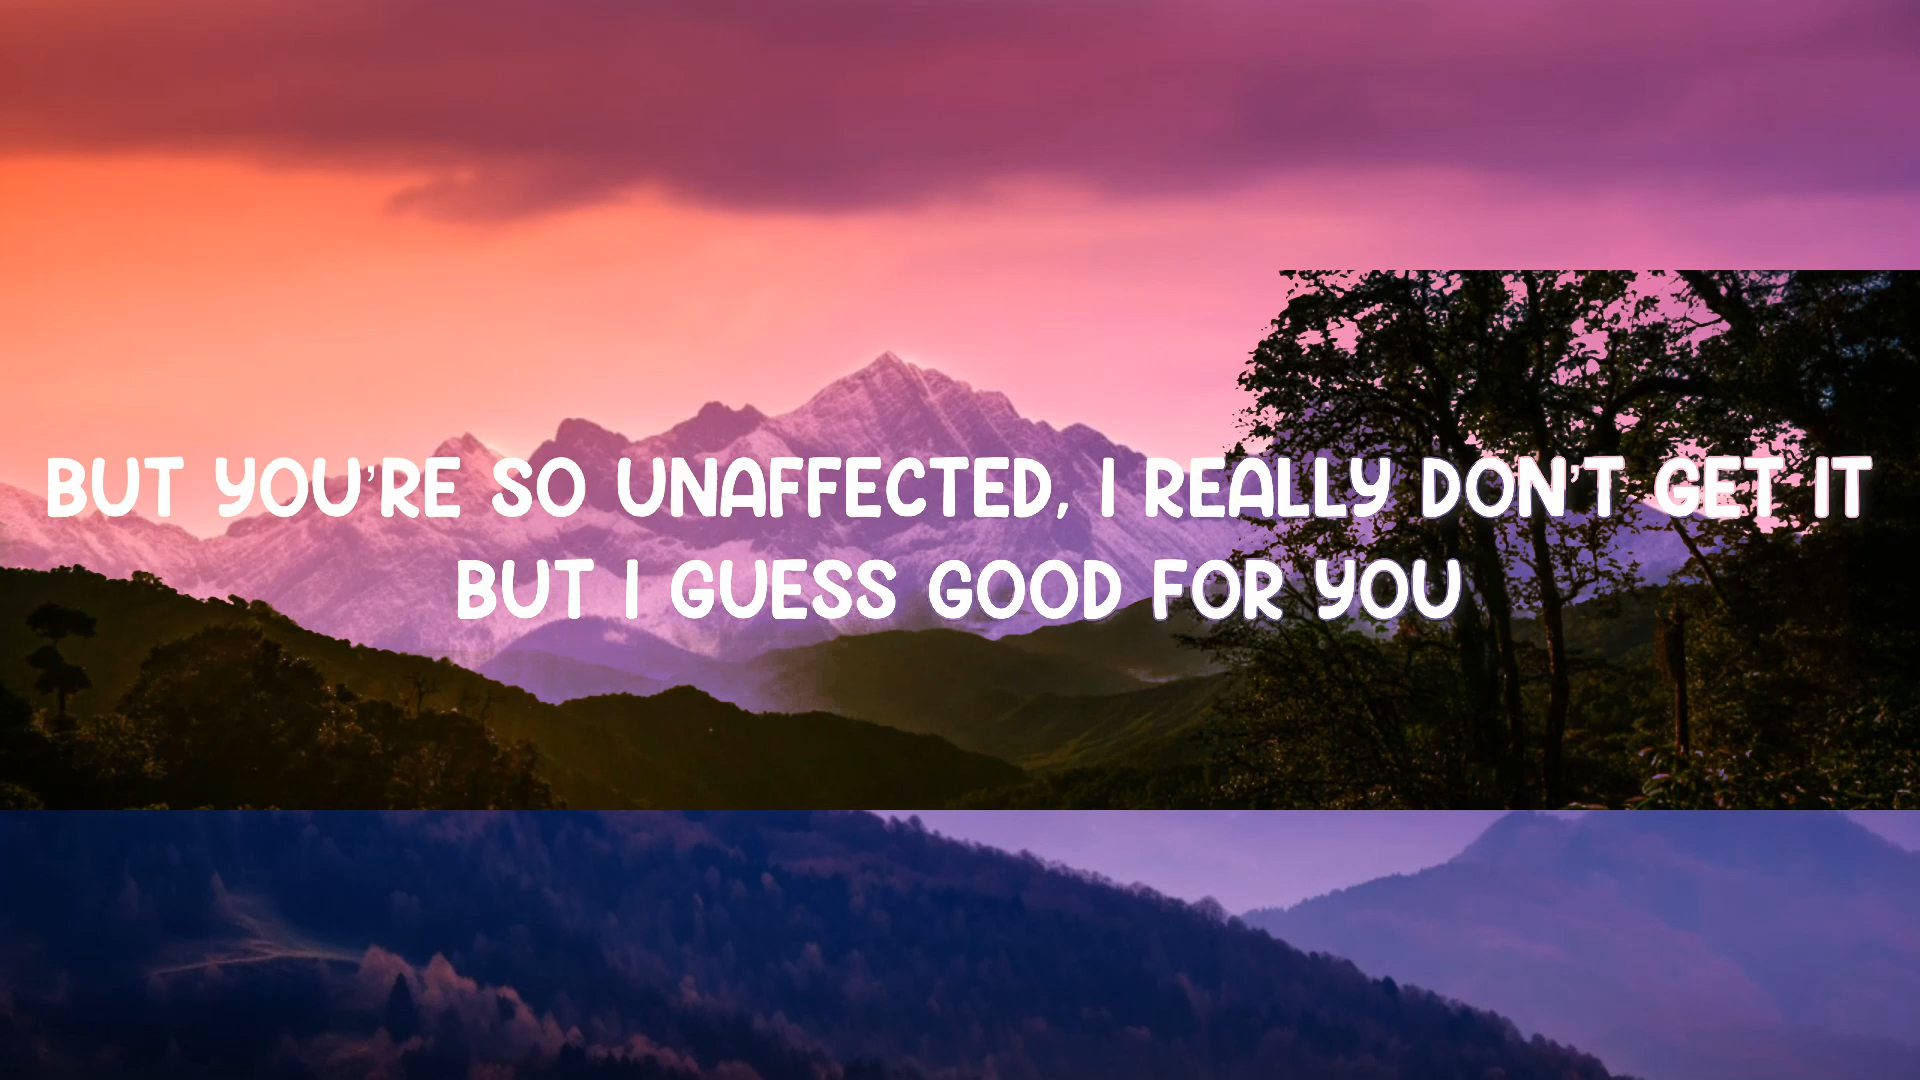 BUT YOU'RE SO UNAFFECTED, I REALLY DON'T GET IT
BUT I GUESS GOOD FOR YOU